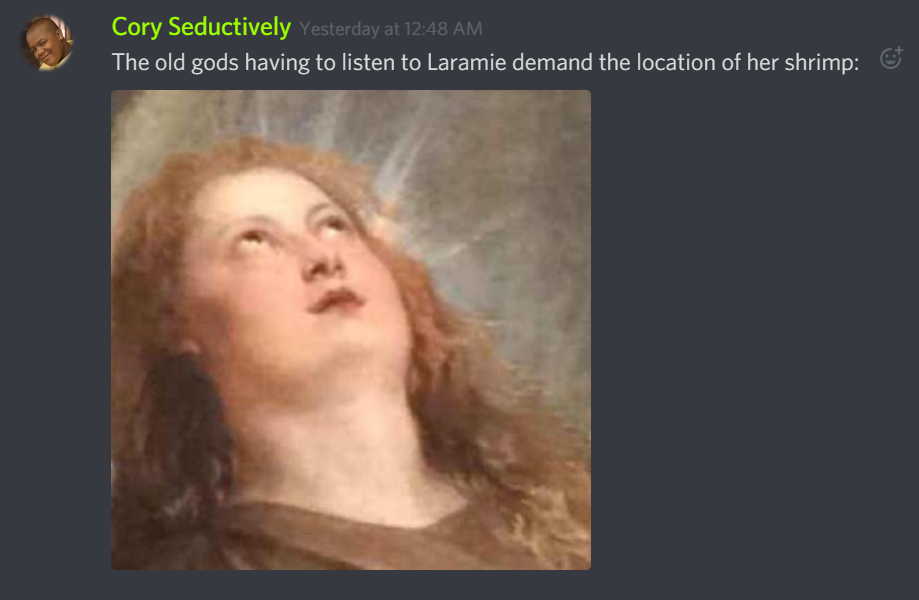 Cory Seductively Yesterday at 12:48 AM
The old gods having to listen to Laramie demand the location of her shrimp: